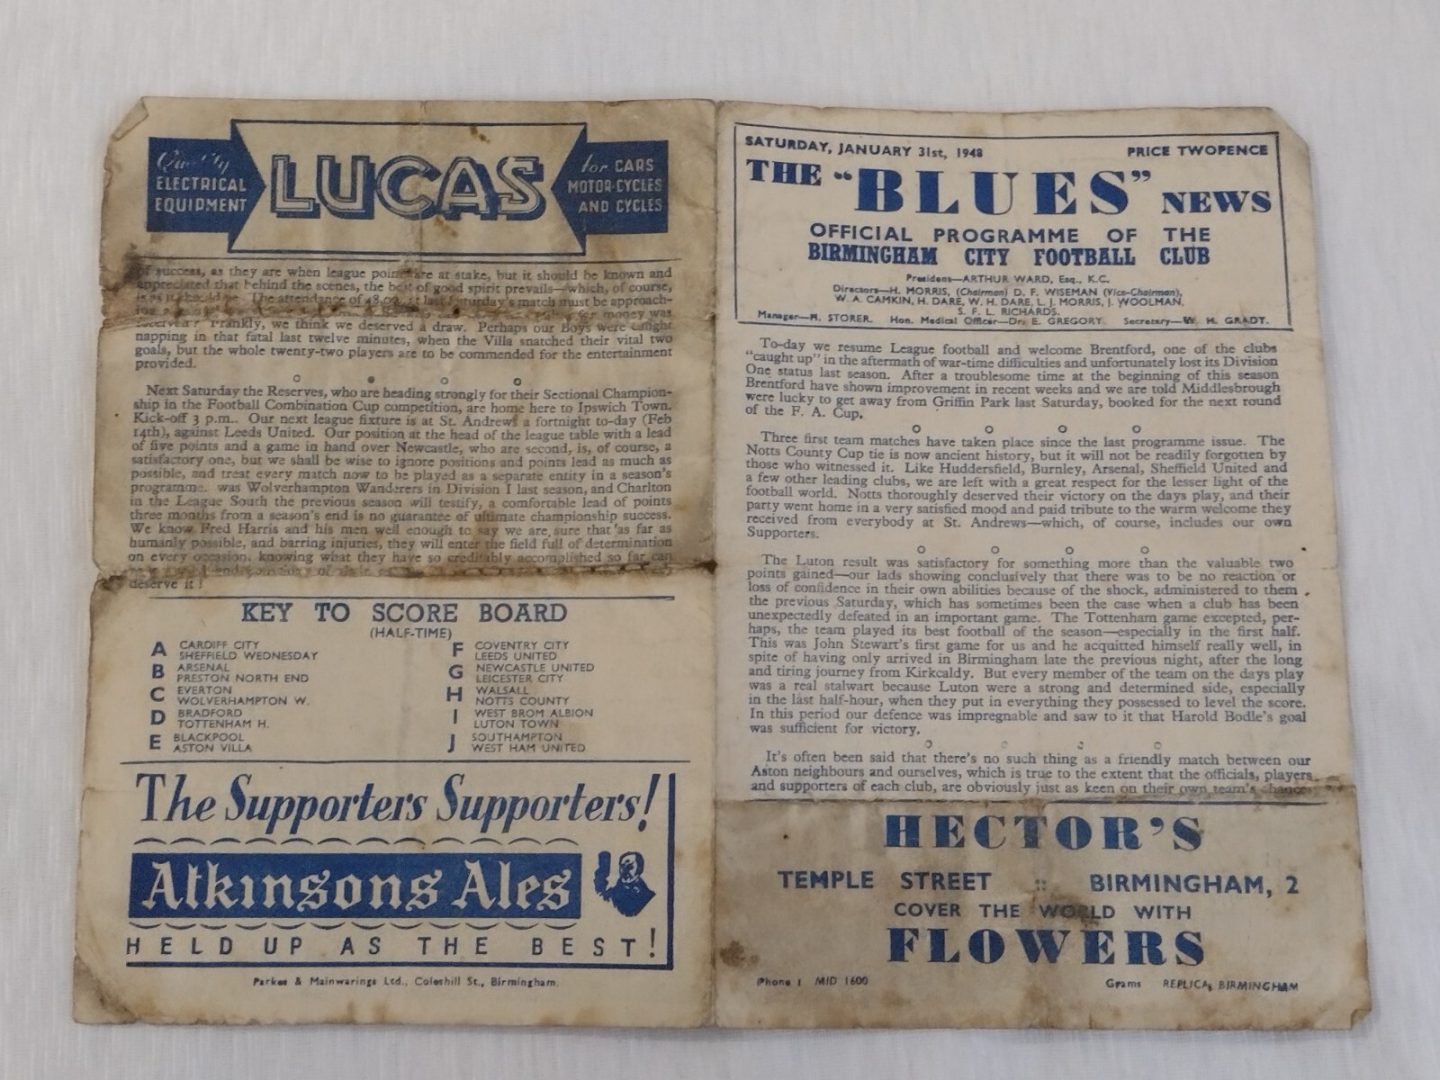 Quality
ELECTRICAL
EQUIPMENT
LUCAS
for CARS
MOTOR-CYCLES
AND CYCLES
of success, as they are when league points are at stake, but it should be known and
appreciated that behind the scenes, the best of good spirit prevails—which, of course,
is as it should be. The attendance of last Saturday's match must be approach-
for money was
received? Frankly, we think we deserved a draw. Perhaps our Boys were caught
napping in that fatal last twelve minutes, when the Villa snatched their vital two
goals, but the whole twenty-two players are to be commended for the entertainment
provided.
Next Saturday the Reserves, who are heading strongly for their Sectional Champion-
ship in the Football Combination Cup competition, are home here to Ipswich Town.
Kick-off 3 p.m.. Our next league fixture is at St. Andrews a fortnight to-day (Feb
14th), against Leeds United. Our position at the head of the league table with a lead
of five points and a game in hand over Newcastle, who are second, is, of course, a
satisfactory one, but we shall be wise to ignore positions and points lead as much as
possible, and treat every match now to be played as a separate entity in a season's
programme. was Wolverhampton Wanderers in Division I last season, and Charlton
in the League South the previous season will testify, a comfortable lead of points
three months from a season's end is no guarantee of ultimate championship success.
We know Fred Harris and his men well enough to say we are sure that as far as
humanly possible, and barring injuries, they will enter the field full of determination
on every occasion, knowing what they have so creditably accomplished so far can
deserve it!
KEY TO SCORE BOARD
(HALF-TIME)
A CARDIFF CITY
SHEFFIELD WEDNESDAY
B ARSENAL
PRESTON NORTH END
C EVERTON
WOLVERHAMPTON W.
D BRADFORD
TOTTENHAM H.
E BLACKPOOL
ASTON VILLA
F COVENTRY CITY
LEEDS UNITED
G NEWCASTLE UNITED
LEICESTER CITY
H WALSALL
NOTTS COUNTY
I WEST BROM ALBION
LUTON TOWN
J SOUTHAMPTON
WEST HAM UNITED
The Supporters Supporters!
Atkinsons Ales
HELD UP AS THE BEST!
Parkes & Mainwarings Ltd., Coleshill St., Birmingham.
SATURDAY, JANUARY 31st, 1948 PRICE TWOPENCE
THE "BLUES" NEWS
OFFICIAL PROGRAMME OF THE
BIRMINGHAM CITY FOOTBALL CLUB
President—ARTHUR WARD, Esq., K.C.
Directors—H. MORRIS, (Chairman) D. F. WISEMAN (Vice-Chairman),
W. A. CAMKIN, H. DARE, W. H. DARE, L. J. MORRIS, J. WOOLMAN,
S. F. L. RICHARDS.
Manager—H. STORER. Hon. Medical Officer—Dr. E. GREGORY. Secretary—W. H. GRADY.
To-day we resume League football and welcome Brentford, one of the clubs
"caught up" in the aftermath of war-time difficulties and unfortunately lost its Division
One status last season. After a troublesome time at the beginning of this season
Brentford have shown improvement in recent weeks and we are told Middlesbrough
were lucky to get away from Griffin Park last Saturday, booked for the next round
of the F. A. Cup.
Three first team matches have taken place since the last programme issue. The
Notts County Cup tie is now ancient history, but it will not be readily forgotten by
those who witnessed it. Like Huddersfield, Burnley, Arsenal, Sheffield United and
a few other leading clubs, we are left with a great respect for the lesser light of the
football world. Notts thoroughly deserved their victory on the days play, and their
party went home in a very satisfied mood and paid tribute to the warm welcome they
received from everybody at St. Andrews—which, of course, includes our own
Supporters.
The Luton result was satisfactory for something more than the valuable two
points gained—our lads showing conclusively that there was to be no reaction or
loss of confidence in their own abilities because of the shock, administered to them
the previous Saturday, which has sometimes been the case when a club has been
unexpectedly defeated in an important game. The Tottenham game excepted, per-
haps, the team played its best football of the season—especially in the first half.
This was John Stewart's first game for us and he acquitted himself really well, in
spite of having only arrived in Birmingham late the previous night, after the long
and tiring journey from Kirkcaldy. But every member of the team on the days play
was a real stalwart because Luton were a strong and determined side, especially
in the last half-hour, when they put in everything they possessed to level the score.
In this period our defence was impregnable and saw to it that Harold Bodle's goal
was sufficient for victory.
It's often been said that there's no such thing as a friendly match between our
Aston neighbours and ourselves, which is true to the extent that the officials, players
and supporters of each club, are obviously just as keen on their own team's chance
HECTOR'S
TEMPLE STREET :: BIRMINGHAM, 2
COVER THE WORLD WITH
FLOWERS
Phone : MID 1600 Grams REPLICA, BIRMINGHAM